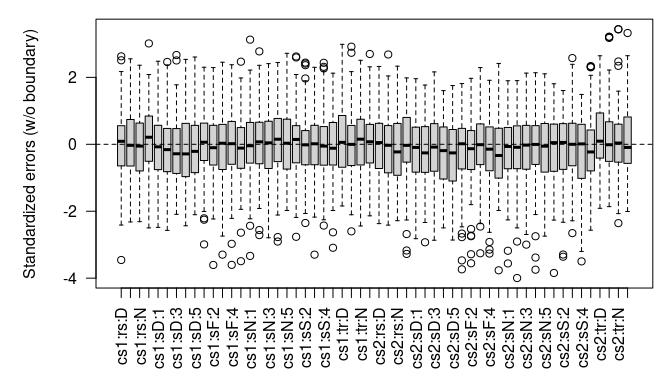 Standardized errors (w/o boundary)
2
0
-2
-4
cs1:rs:D
cs1:rs:N
cs1:sD:1
cs1:sD:3
cs1:sD:5
cs1:sF:2
cs1:sF:4
cs1:sN:1
cs1:sN:3
cs1:sN:5
cs1:sS:2
cs1:sS:4
cs1:tr:D
cs1:tr:N
cs2:rs:D
cs2:rs:N
cs2:sD:1
cs2:sD:3
cs2:sD:5
cs2:sF:2
cs2:sF:4
cs2:sN:1
cs2:sN:3
cs2:sN:5
cs2:sS:2
cs2:sS:4
cs2:tr:D
cs2:tr:N